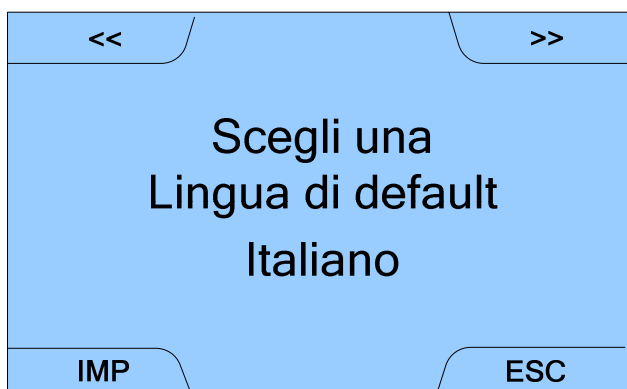 << >>
Scegli una
Lingua di default
Italiano
IMP ESC